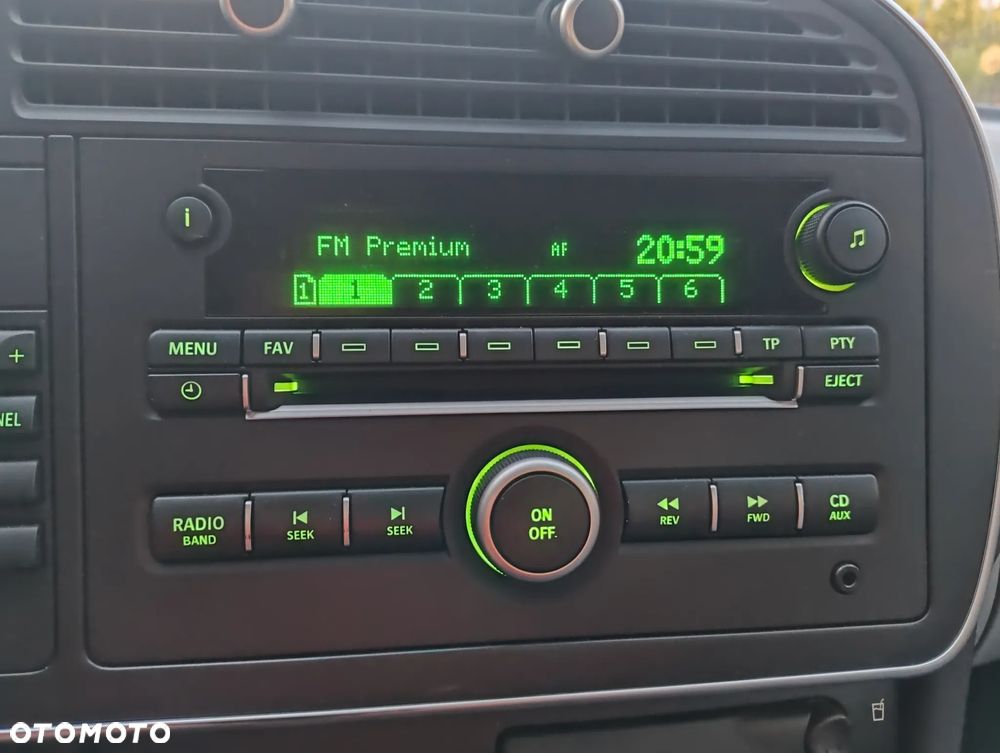 i
FM Premium AF 20:59
1 1 2 3 4 5 6
MENU FAV TP PTY
EJECT
+
NEL
RADIO BAND
SEEK
SEEK
ON OFF
REV
FWD
CD AUX
OTOMOTO